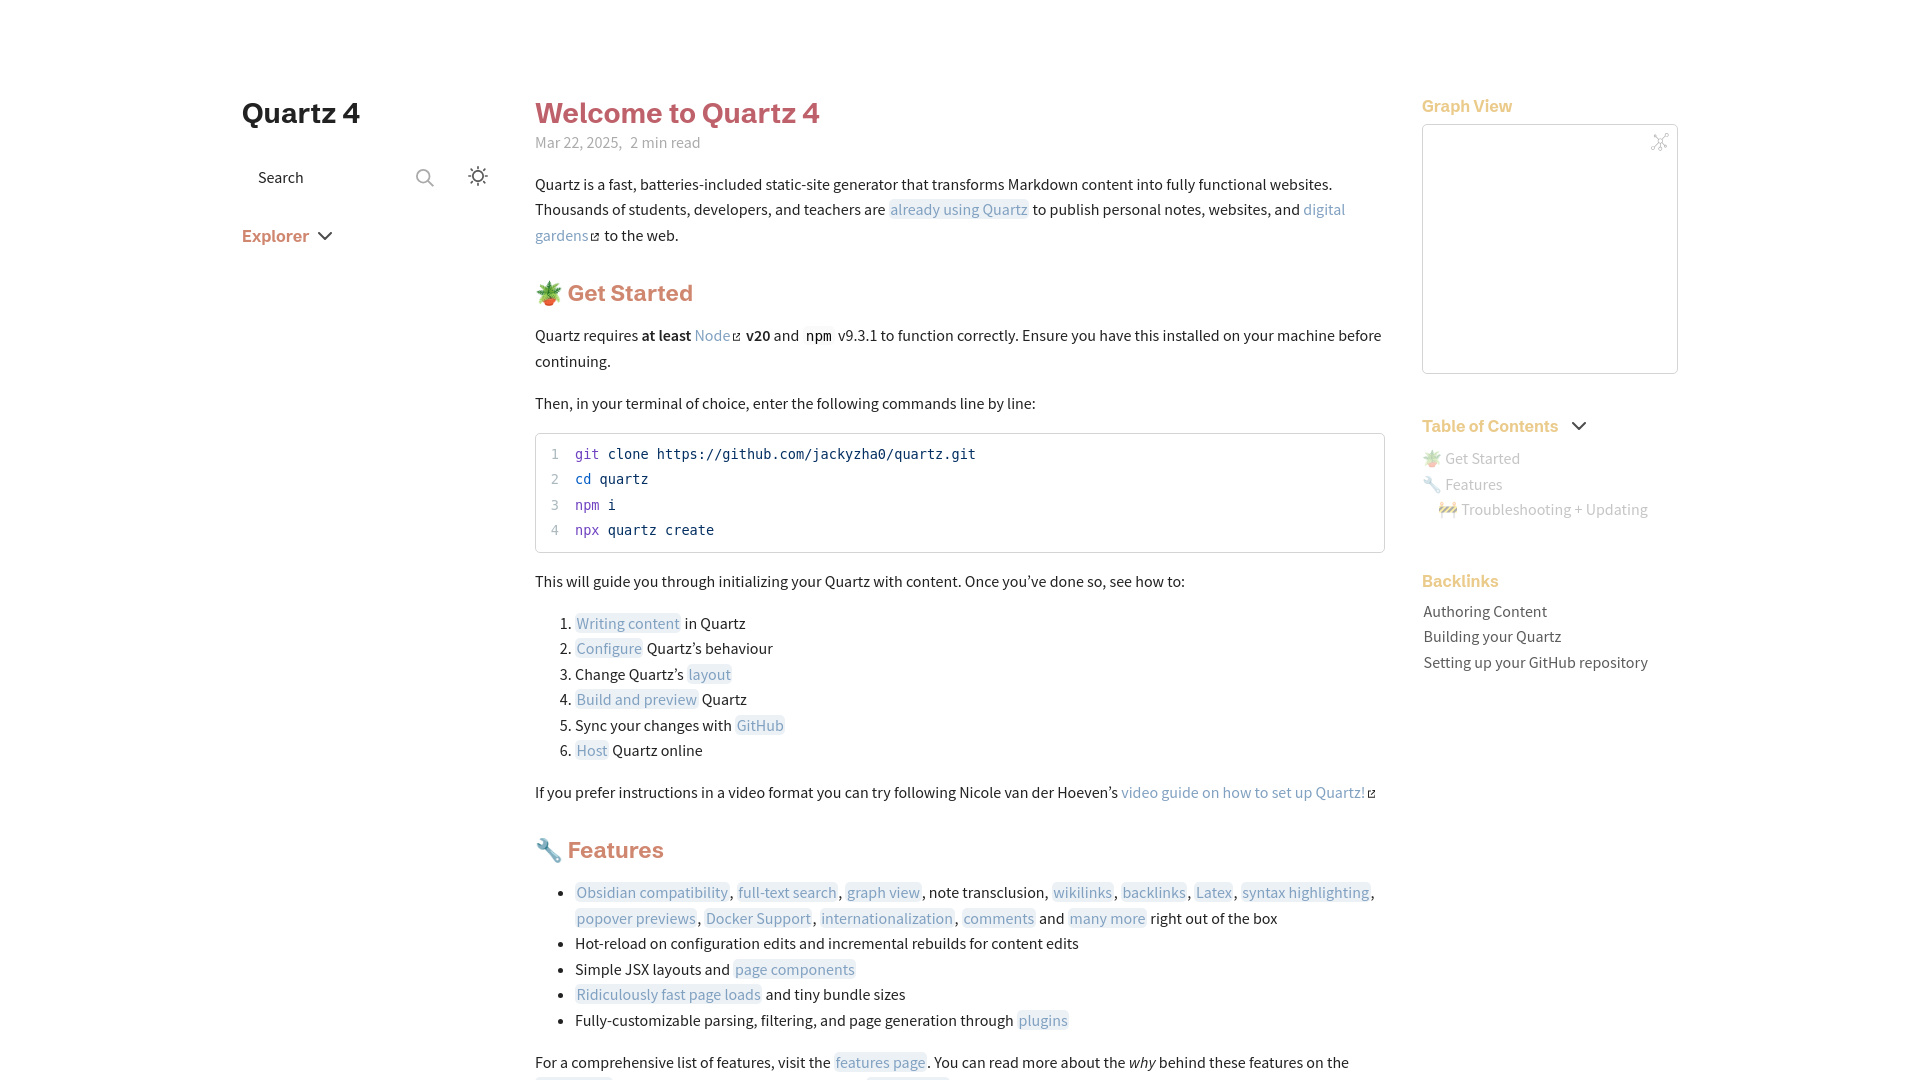 Quartz 4
Search
Explorer
Welcome to Quartz 4
Mar 22, 2025, 2 min read
Quartz is a fast, batteries-included static-site generator that transforms Markdown content into fully functional websites.
Thousands of students, developers, and teachers are already using Quartz to publish personal notes, websites, and digital
gardens to the web.
🪴 Get Started
Quartz requires at least Node v20 and npm v9.3.1 to function correctly. Ensure you have this installed on your machine before
continuing.
Then, in your terminal of choice, enter the following commands line by line:
1 git clone https://github.com/jackyzha0/quartz.git
2 cd quartz
3 npm i
4 npx quartz create
This will guide you through initializing your Quartz with content. Once you’ve done so, see how to:
1. Writing content in Quartz
2. Configure Quartz’s behaviour
3. Change Quartz’s layout
4. Build and preview Quartz
5. Sync your changes with GitHub
6. Host Quartz online
If you prefer instructions in a video format you can try following Nicole van der Hoeven’s video guide on how to set up Quartz!
🔧 Features
• Obsidian compatibility, full-text search, graph view, note transclusion, wikilinks, backlinks, Latex, syntax highlighting,
popover previews, Docker Support, internationalization, comments and many more right out of the box
• Hot-reload on configuration edits and incremental rebuilds for content edits
• Simple JSX layouts and page components
• Ridiculously fast page loads and tiny bundle sizes
• Fully-customizable parsing, filtering, and page generation through plugins
For a comprehensive list of features, visit the features page. You can read more about the why behind these features on the
Graph View
Table of Contents
🪴 Get Started
🔧 Features
🚧 Troubleshooting + Updating
Backlinks
Authoring Content
Building your Quartz
Setting up your GitHub repository